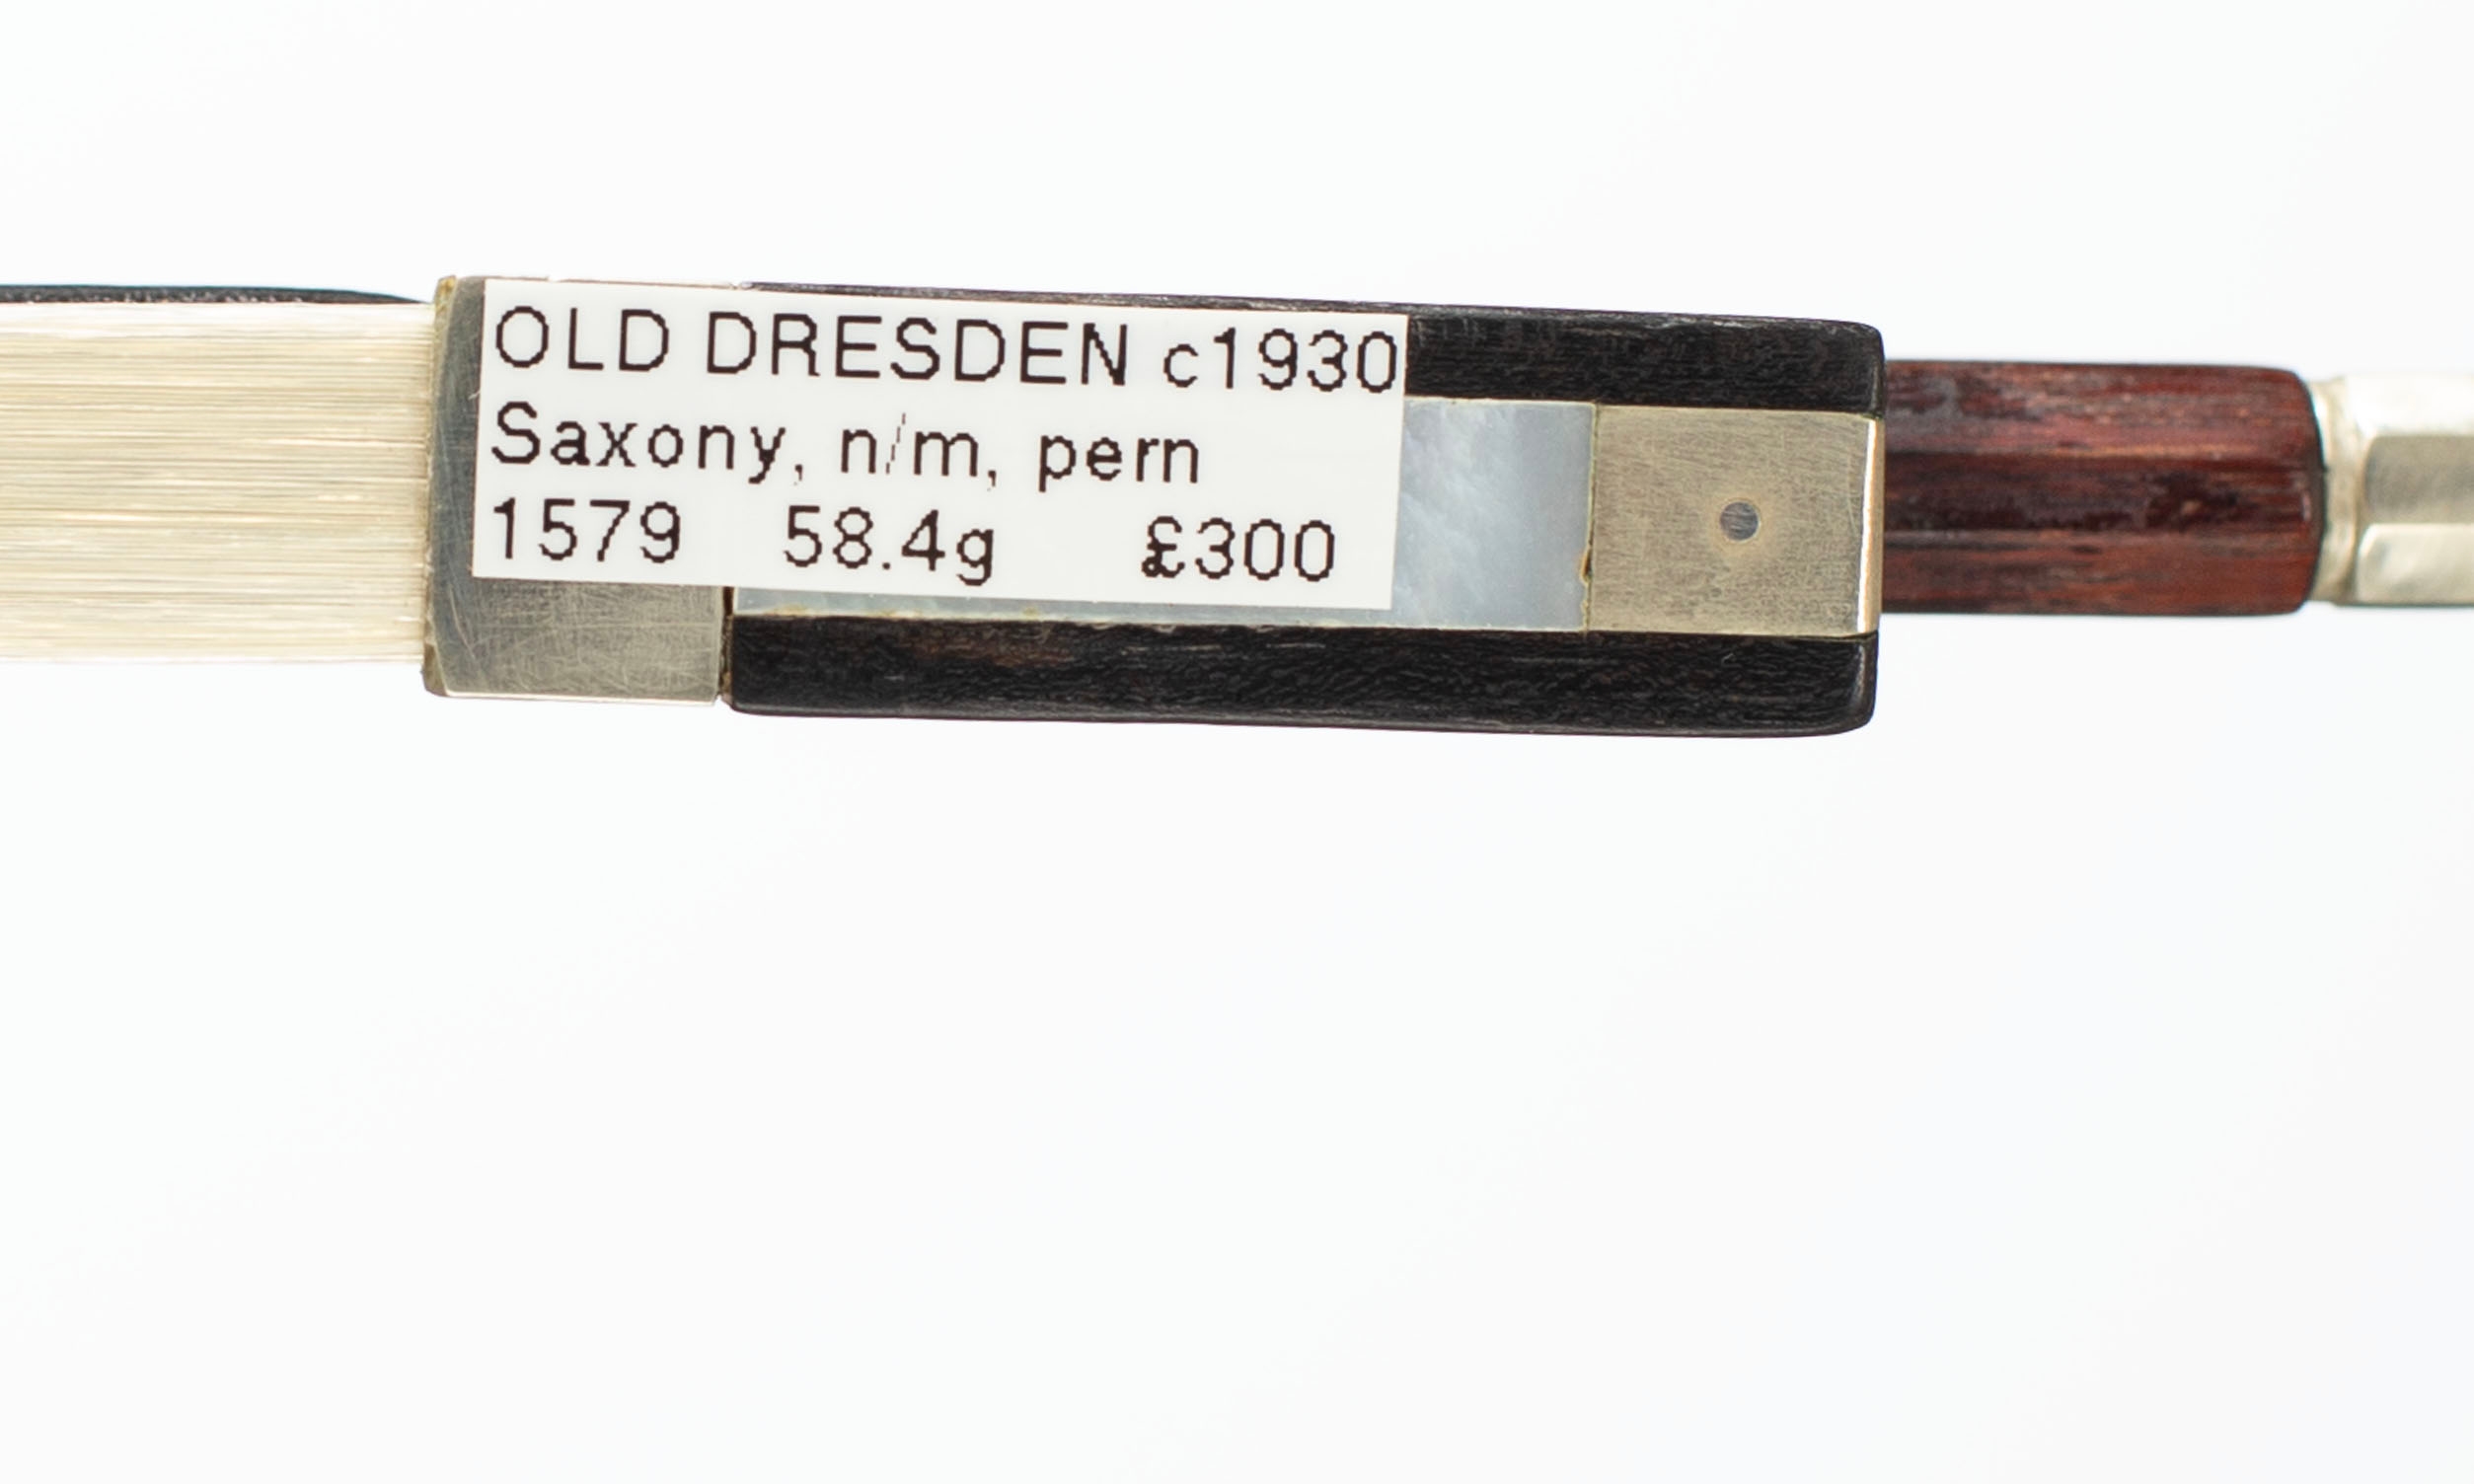 OLD DRESDEN c1930
Saxony, n/m, pern
1579 58.4g £300